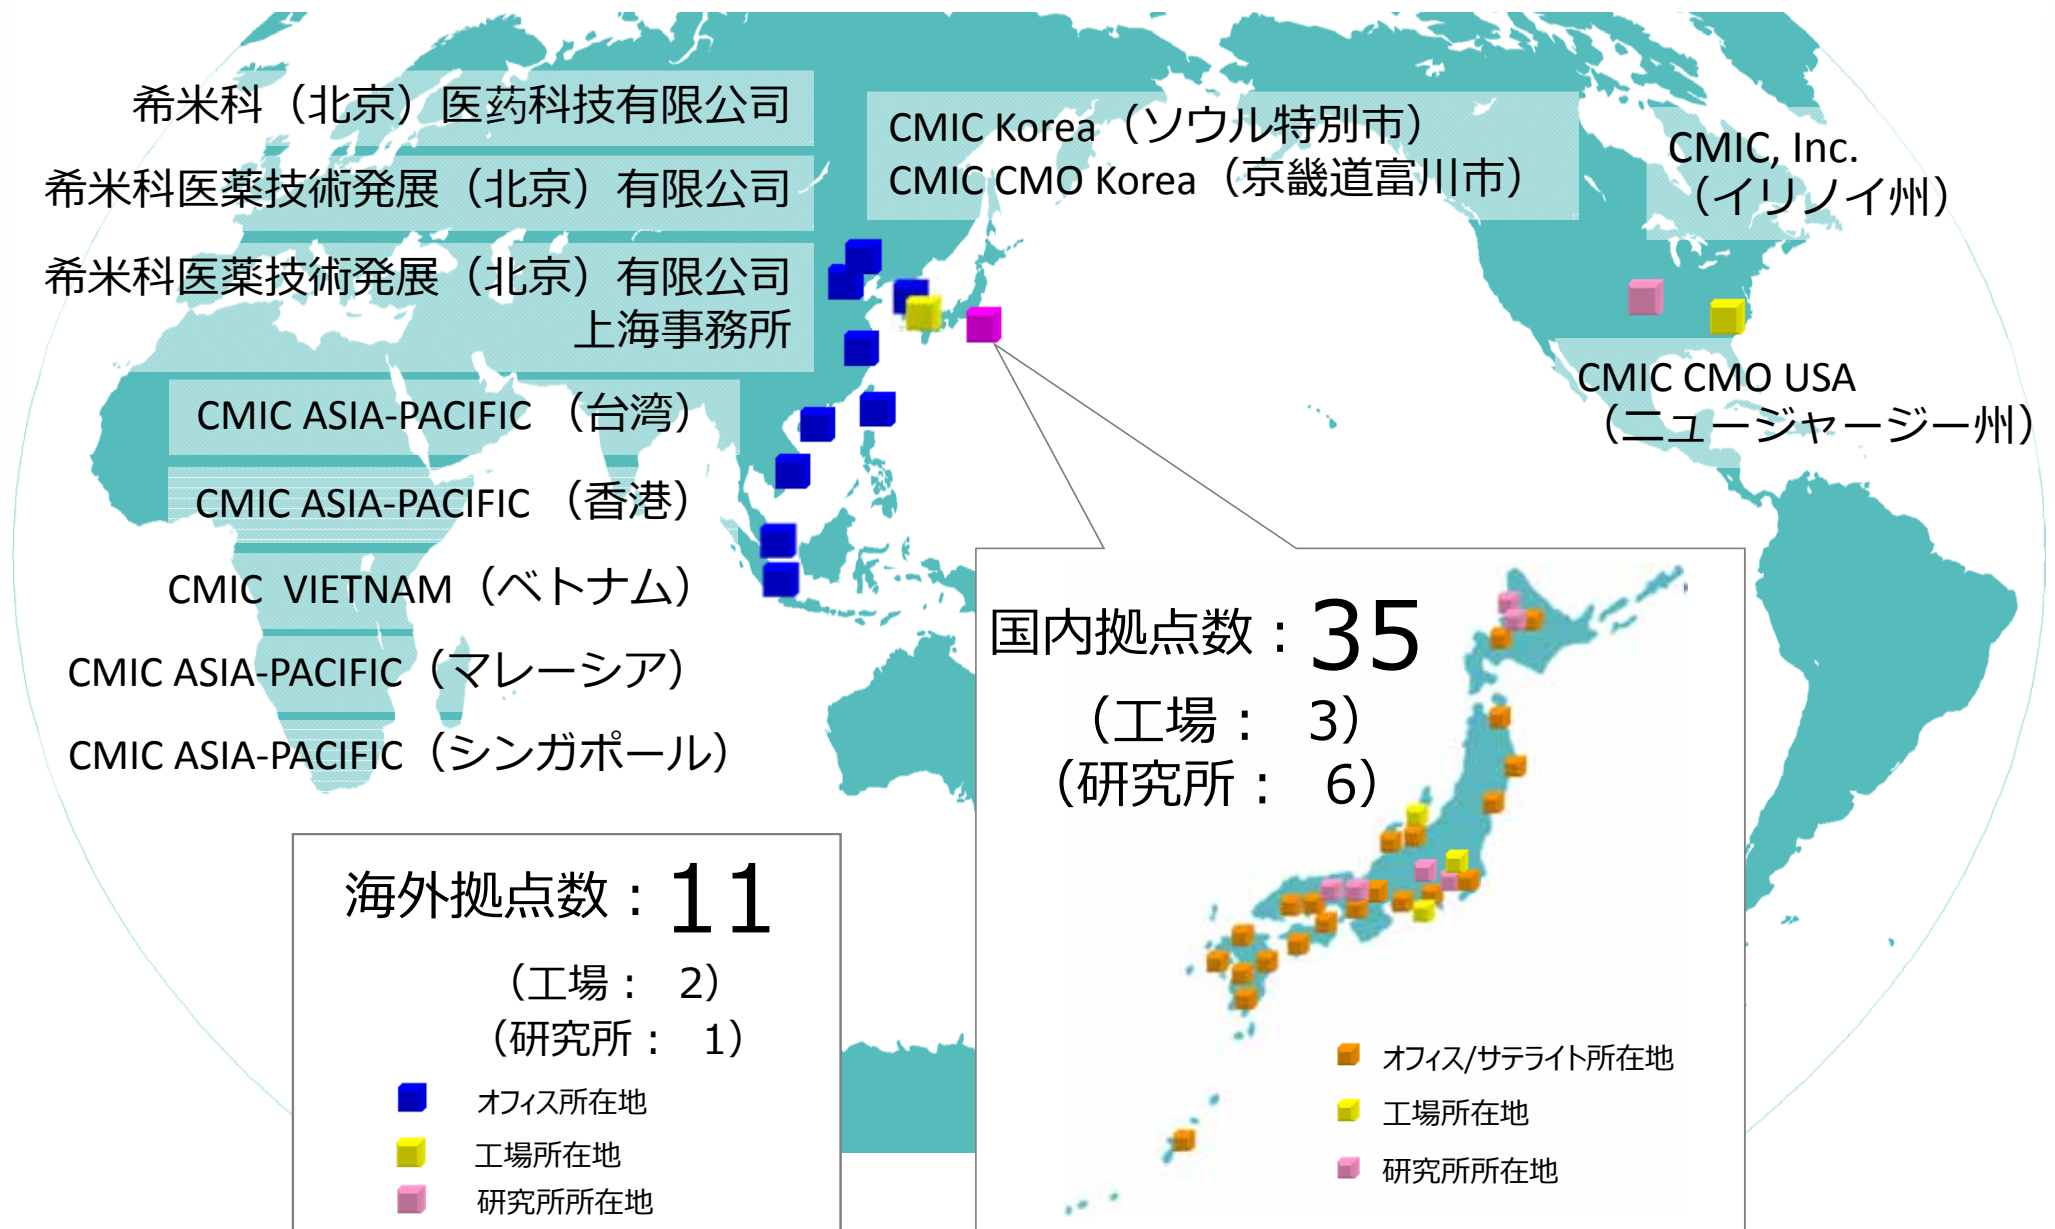 希米科（北京）医药科技有限公司
希米科医薬技術発展（北京）有限公司
希米科医薬技術発展（北京）有限公司
上海事務所
CMIC ASIA-PACIFIC （台湾）
CMIC ASIA-PACIFIC （香港）
CMIC VIETNAM（ベトナム）
CMIC ASIA-PACIFIC（マレーシア）
CMIC ASIA-PACIFIC（シンガポール）
CMIC Korea（ソウル特別市）
CMIC CMO Korea（京畿道富川市）
CMIC, Inc.
（イリノイ州）
CMIC CMO USA
（ニュージャージー州）
海外拠点数：11
（工場： 2）
（研究所： 1）
オフィス所在地
工場所在地
研究所所在地
国内拠点数：35
（工場： 3）
（研究所： 6）
オフィス/サテライト所在地
工場所在地
研究所所在地